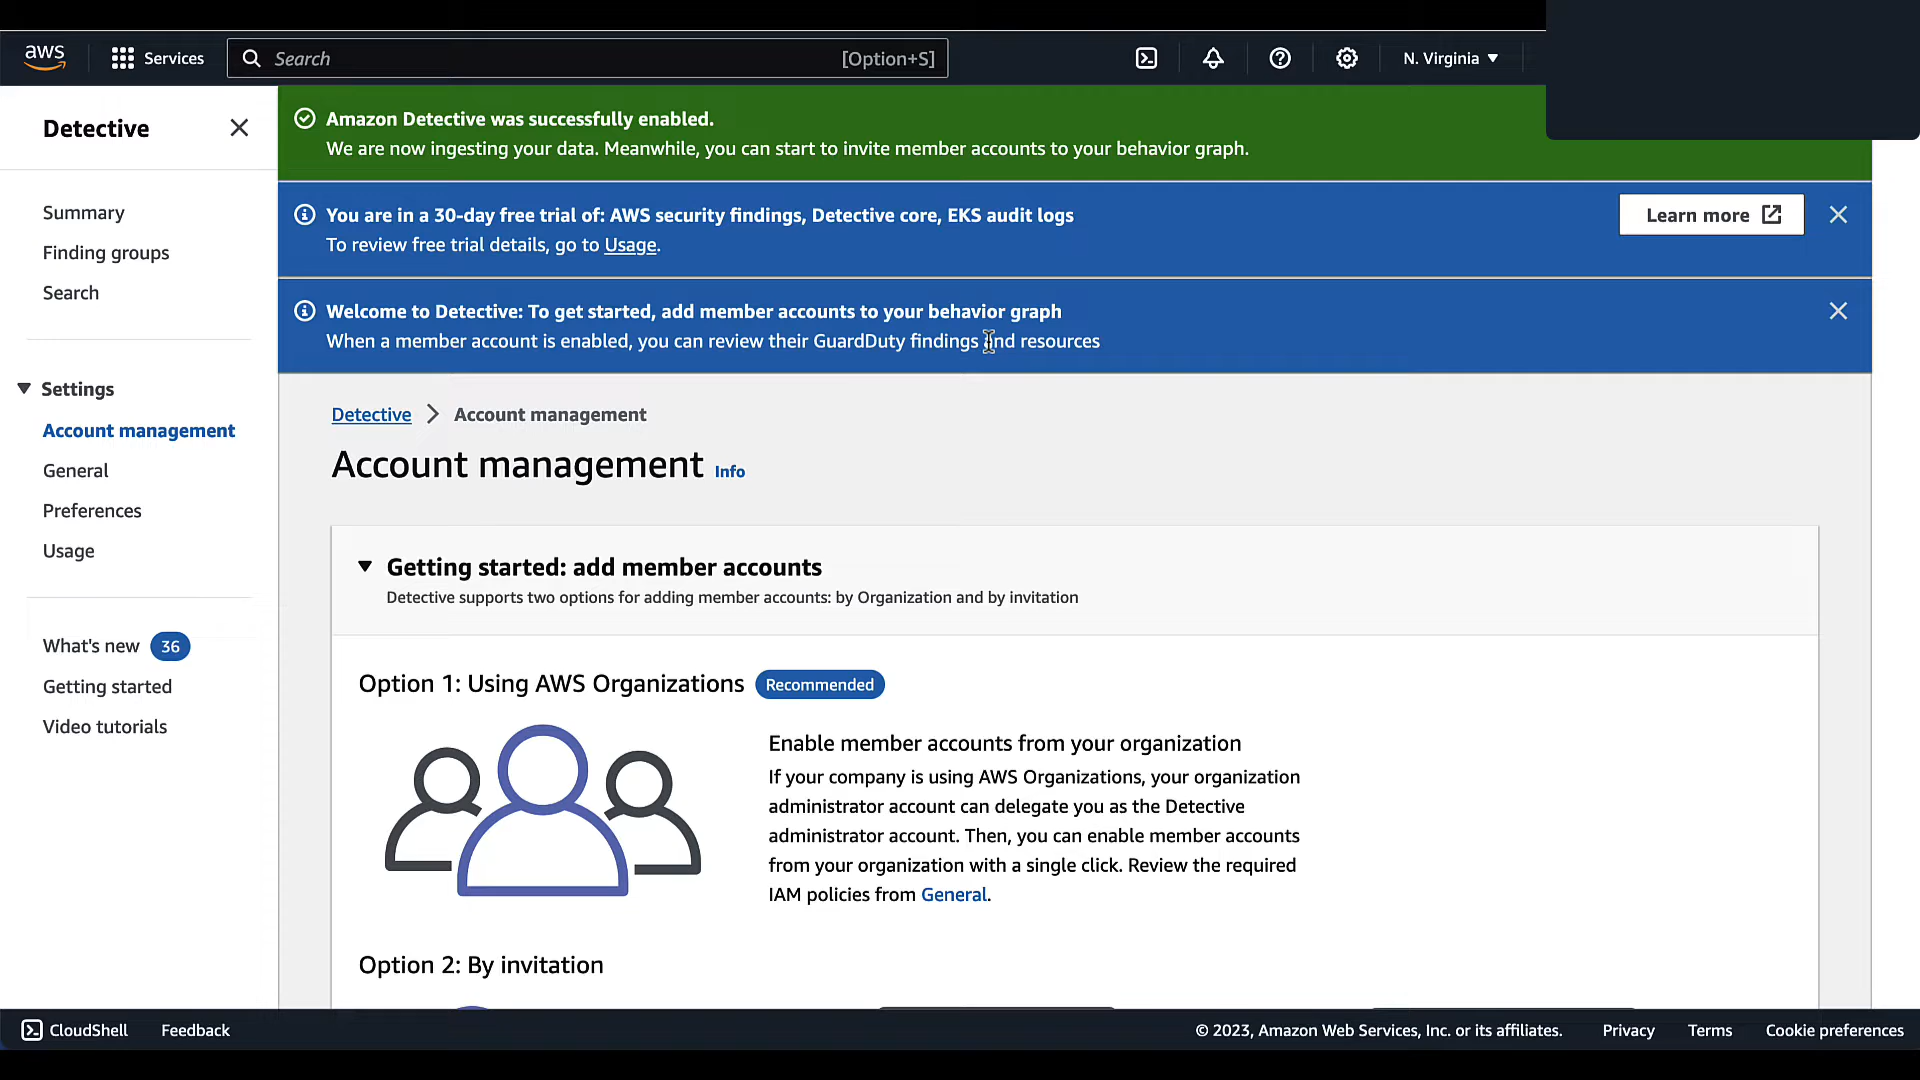 aws
Services
Search
[Option+S]
N. Virginia
Detective
Summary
Finding groups
Search
Settings
Account management
General
Preferences
Usage
What's new 36
Getting started
Video tutorials
Amazon Detective was successfully enabled.
We are now ingesting your data. Meanwhile, you can start to invite member accounts to your behavior graph.
You are in a 30-day free trial of: AWS security findings, Detective core, EKS audit logs
To review free trial details, go to Usage.
Learn more
Welcome to Detective: To get started, add member accounts to your behavior graph
When a member account is enabled, you can review their GuardDuty findings and resources
Detective > Account management
Account management Info
Getting started: add member accounts
Detective supports two options for adding member accounts: by Organization and by invitation
Option 1: Using AWS Organizations Recommended
Enable member accounts from your organization
If your company is using AWS Organizations, your organization
administrator account can delegate you as the Detective
administrator account. Then, you can enable member accounts
from your organization with a single click. Review the required
IAM policies from General.
Option 2: By invitation
CloudShell
Feedback
© 2023, Amazon Web Services, Inc. or its affiliates.
Privacy
Terms
Cookie preferences